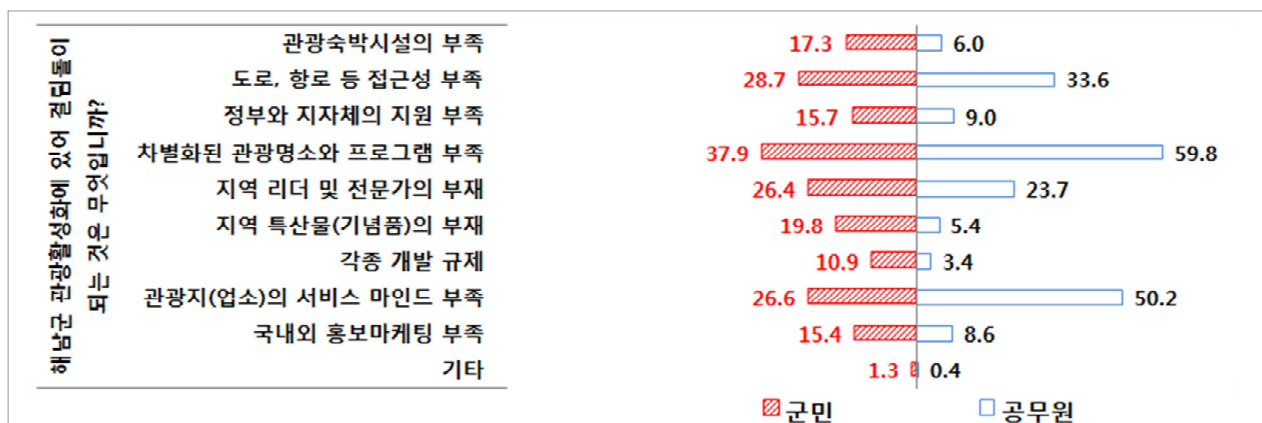 해남군 관광활성화에 있어 걸림돌이
되는 것은 무엇입니까?
관광숙박시설의 부족 17.3 6.0
도로, 항로 등 접근성 부족 28.7 33.6
정부와 지자체의 지원 부족 15.7 9.0
차별화된 관광명소와 프로그램 부족 37.9 59.8
지역 리더 및 전문가의 부재 26.4 23.7
지역 특산물(기념품)의 부재 19.8 5.4
각종 개발 규제 10.9 3.4
관광지(업소)의 서비스 마인드 부족 26.6 50.2
국내외 홍보마케팅 부족 15.4 8.6
기타 1.3 0.4
군민 공무원